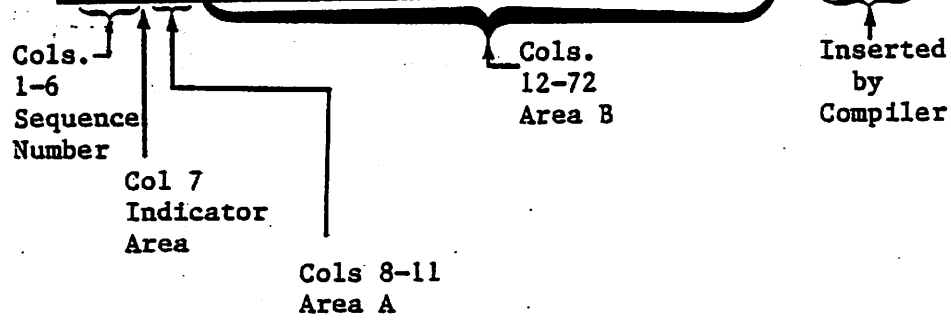 Cols.
1-6
Sequence
Number
Col 7
Indicator
Area
Cols 8-11
Area A
Cols.
12-72
Area B
Inserted
by
Compiler